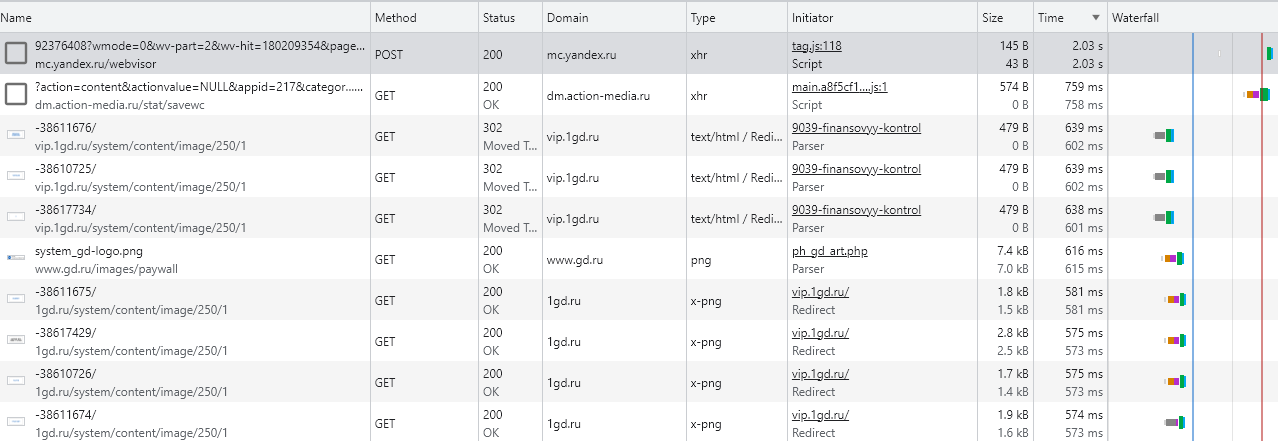 Name Method Status Domain Type Initiator Size Time Waterfall
92376408?wmode=0&wv-part=2&wv-hit=180209354&page... POST 200 mc.yandex.ru xhr tag.js:118 145 B 2.03 s
mc.yandex.ru/webvisor Script 43 B 2.03 s
?action=content&actionvalue=NULL&appid=217&categor...... GET 200 dm.action-media.ru xhr main.a8f5cf1....js:1 574 B 759 ms
dm.action-media.ru/stat/savewc OK Script 0 B 758 ms
-38611676/ GET 302 vip.1gd.ru text/html / Redi... 9039-finansovyy-kontrol 479 B 639 ms
vip.1gd.ru/system/content/image/250/1 Moved T... Parser 0 B 602 ms
-38610725/ GET 302 vip.1gd.ru text/html / Redi... 9039-finansovyy-kontrol 479 B 639 ms
vip.1gd.ru/system/content/image/250/1 Moved T... Parser 0 B 602 ms
-38617734/ GET 302 vip.1gd.ru text/html / Redi... 9039-finansovyy-kontrol 479 B 638 ms
vip.1gd.ru/system/content/image/250/1 Moved T... Parser 0 B 601 ms
system_gd-logo.png GET 200 www.gd.ru png ph_gd_art.php 7.4 kB 616 ms
www.gd.ru/images/paywall OK Parser 7.0 kB 615 ms
-38611675/ GET 200 1gd.ru x-png vip.1gd.ru/ 1.8 kB 581 ms
1gd.ru/system/content/image/250/1 OK Redirect 1.5 kB 581 ms
-38617429/ GET 200 1gd.ru x-png vip.1gd.ru/ 2.8 kB 575 ms
1gd.ru/system/content/image/250/1 OK Redirect 2.5 kB 573 ms
-38610726/ GET 200 1gd.ru x-png vip.1gd.ru/ 1.7 kB 575 ms
1gd.ru/system/content/image/250/1 OK Redirect 1.4 kB 573 ms
-38611674/ GET 200 1gd.ru x-png vip.1gd.ru/ 1.9 kB 574 ms
1gd.ru/system/content/image/250/1 OK Redirect 1.6 kB 573 ms